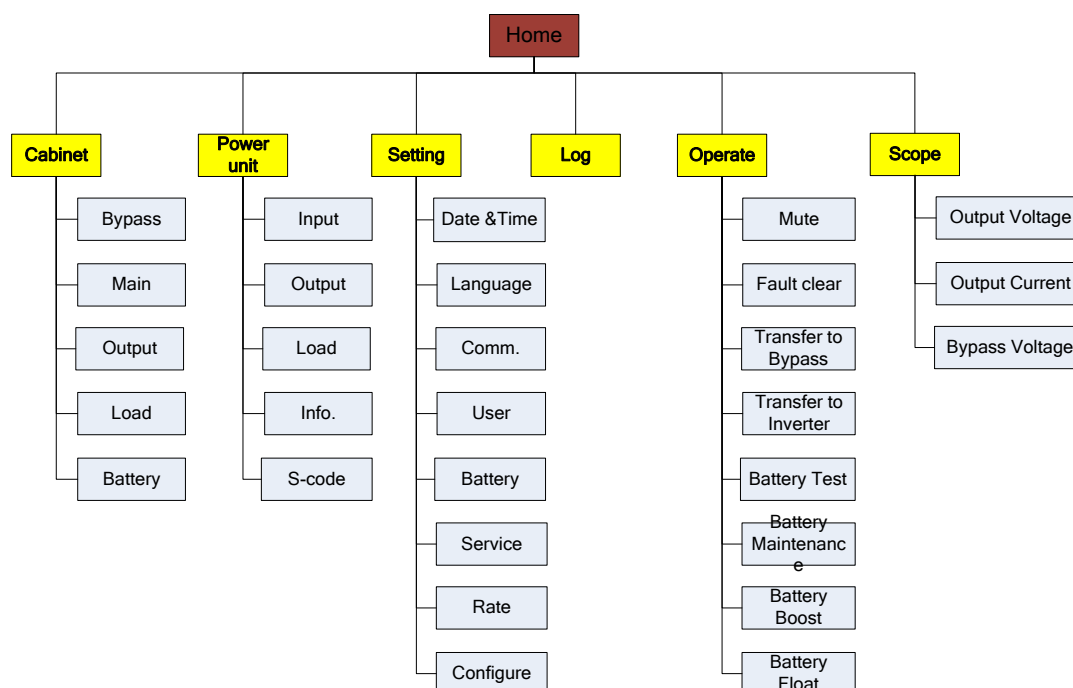 Home
Cabinet
Power
unit
Setting
Log
Operate
Scope
Bypass
Main
Output
Load
Battery
Input
Output
Load
Info.
S-code
Date &Time
Language
Comm.
User
Battery
Service
Rate
Configure
Mute
Fault clear
Transfer to
Bypass
Transfer to
Inverter
Battery Test
Battery
Maintenanc
e
Battery
Boost
Battery
Float
Output Voltage
Output Current
Bypass Voltage